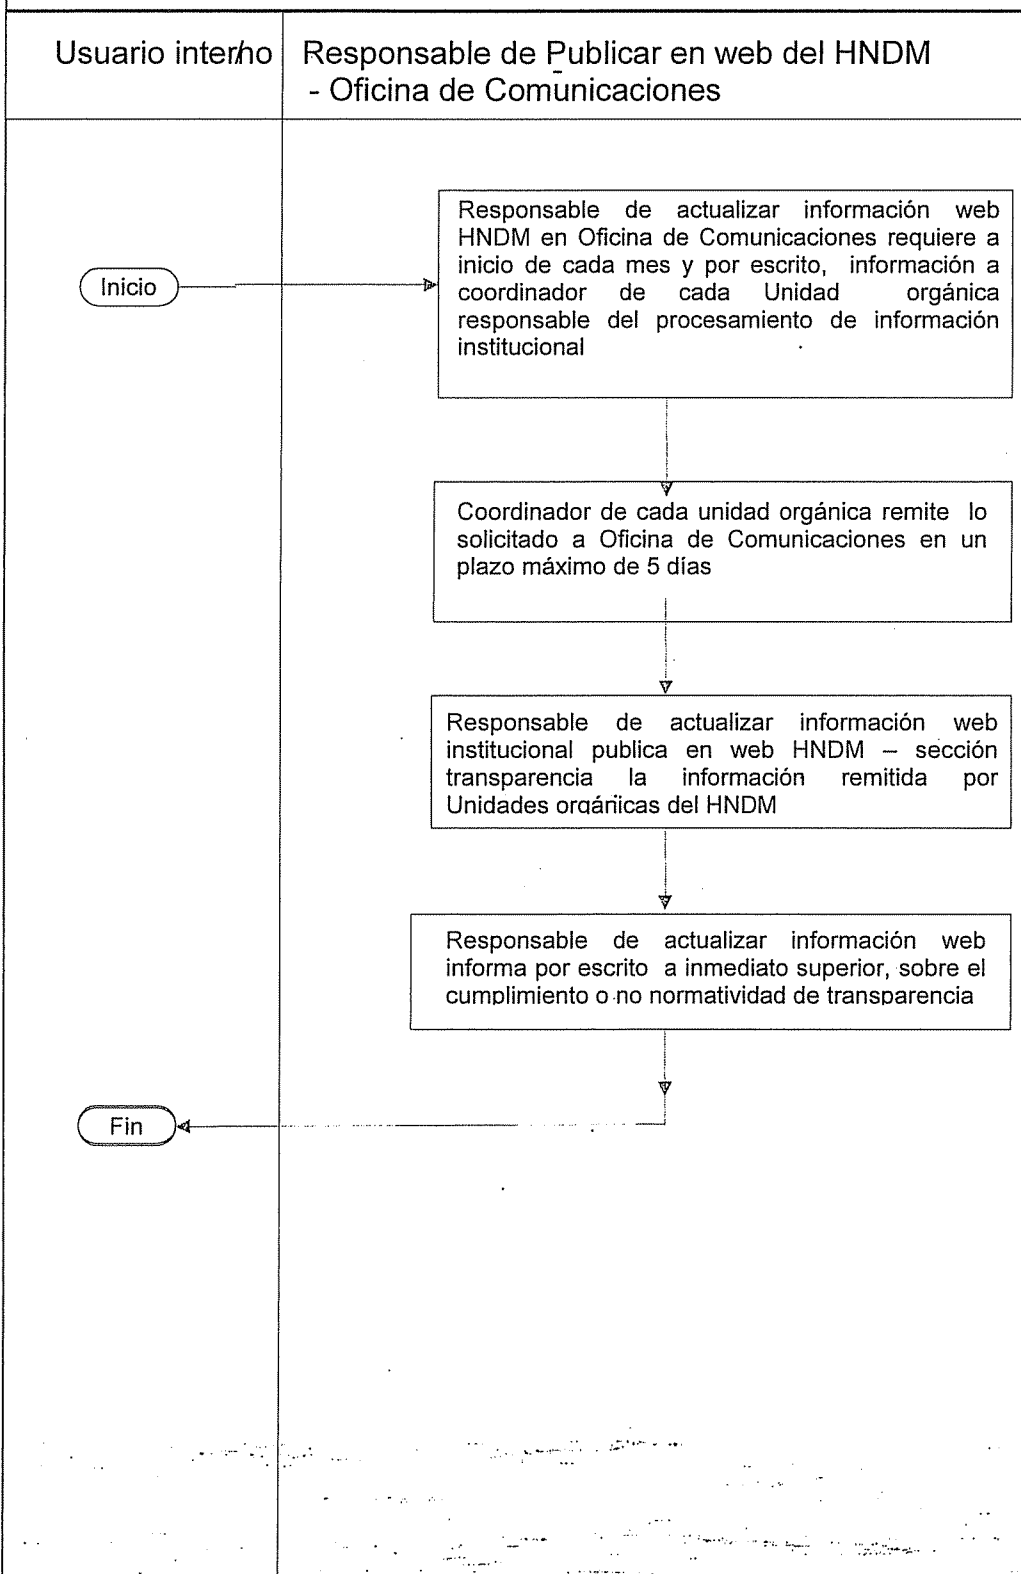 Usuario interno
Responsable de Publicar en web del HNDM
- Oficina de Comunicaciones
Inicio
Responsable de actualizar información web
HNDM en Oficina de Comunicaciones requiere a
inicio de cada mes y por escrito, información a
coordinador de cada Unidad orgánica
responsable del procesamiento de información
institucional
Coordinador de cada unidad orgánica remite lo
solicitado a Oficina de Comunicaciones en un
plazo máximo de 5 días
Responsable de actualizar información web
institucional publica en web HNDM – sección
transparencia la información remitida por
Unidades orgánicas del HNDM
Responsable de actualizar información web
informa por escrito a inmediato superior, sobre el
cumplimiento o no normatividad de transparencia
Fin